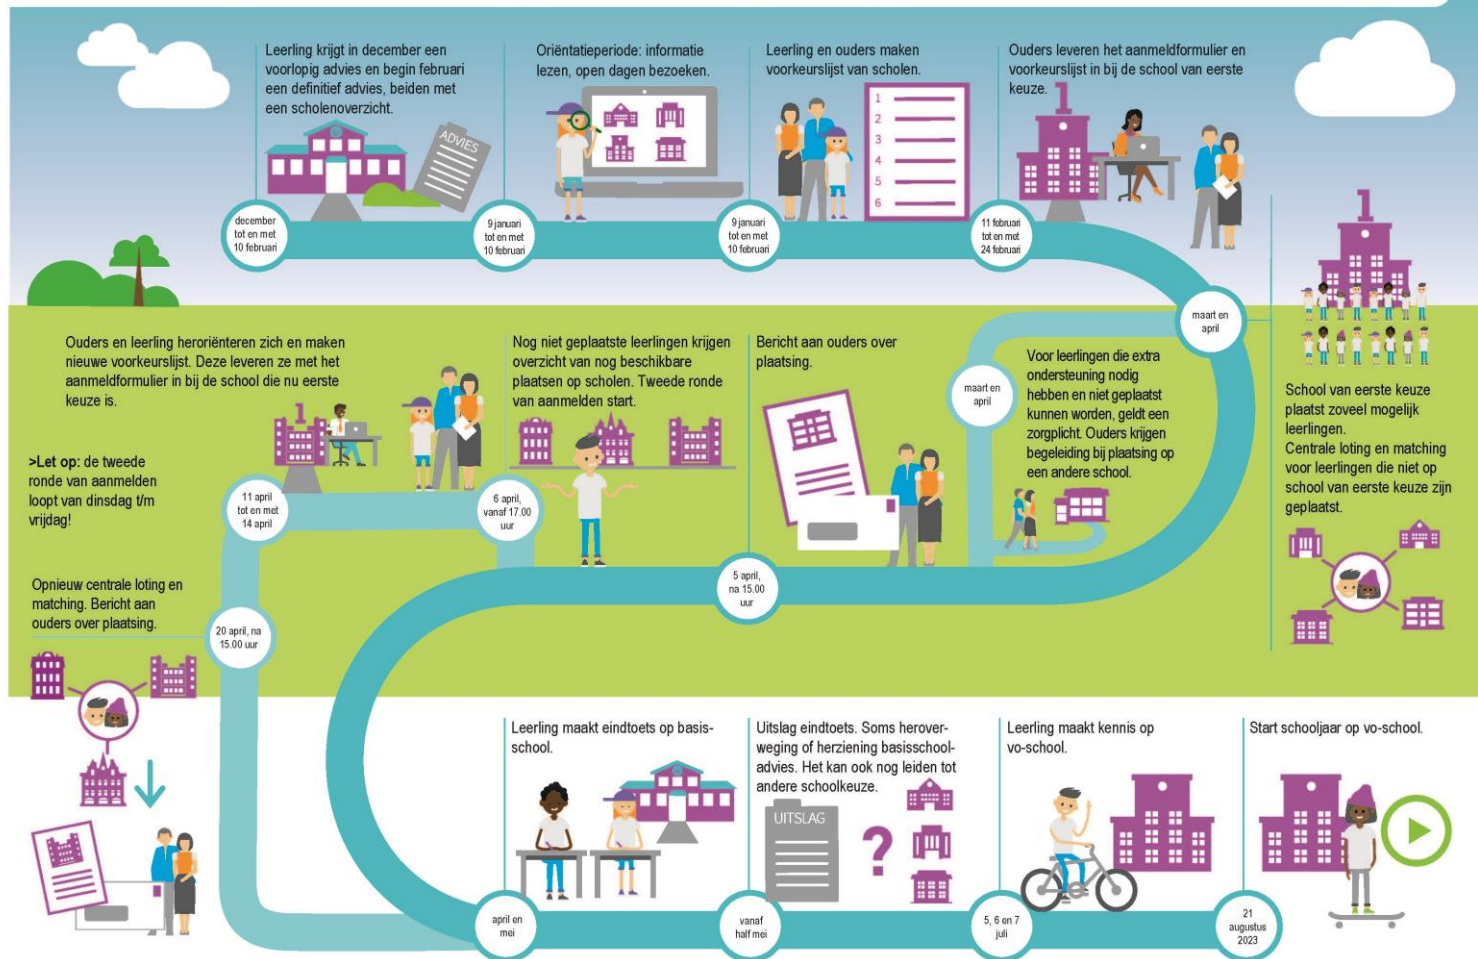 Leerling krijgt in december een
voorlopig advies en begin februari
een definitief advies, beiden met
een scholenoverzicht.
ADVIES
december
tot en met
10 februari
Oriëntatieperiode: informatie
lezen, open dagen bezoeken.
9 januari
tot en met
10 februari
Leerling en ouders maken
voorkeurslijst van scholen.
1
2
3
4
5
6
9 januari
tot en met
10 februari
Ouders leveren het aanmeldformulier en
voorkeurslijst in bij de school van eerste
keuze.
1
11 februari
tot en met
24 februari
maart en
april
1
School van eerste keuze
plaatst zoveel mogelijk
leerlingen.
Centrale loting en matching
voor leerlingen die niet op
school van eerste keuze zijn
geplaatst.
maart en
april
Voor leerlingen die extra
ondersteuning nodig
hebben en niet geplaatst
kunnen worden, geldt een
zorgplicht. Ouders krijgen
begeleiding bij plaatsing op
een andere school.
Bericht aan ouders over
plaatsing.
5 april,
na 15.00
uur
Nog niet geplaatste leerlingen krijgen
overzicht van nog beschikbare
plaatsen op scholen. Tweede ronde
van aanmelden start.
6 april,
vanaf 17.00
uur
Ouders en leerling heroriënteren zich en maken
nieuwe voorkeurslijst. Deze leveren ze met het
aanmeldformulier in bij de school die nu eerste
keuze is.
1
>Let op: de tweede
ronde van aanmelden
loopt van dinsdag t/m
vrijdag!
11 april
tot en met
14 april
Opnieuw centrale loting en
matching. Bericht aan
ouders over plaatsing.
20 april, na
15.00 uur
Leerling maakt eindtoets op basis-
school.
april en
mei
Uitslag eindtoets. Soms herover-
weging of herziening basisschool-
advies. Het kan ook nog leiden tot
andere schoolkeuze.
UITSLAG
?
vanaf
half mei
Leerling maakt kennis op
vo-school.
5, 6 en 7
juli
Start schooljaar op vo-school.
21
augustus
2023